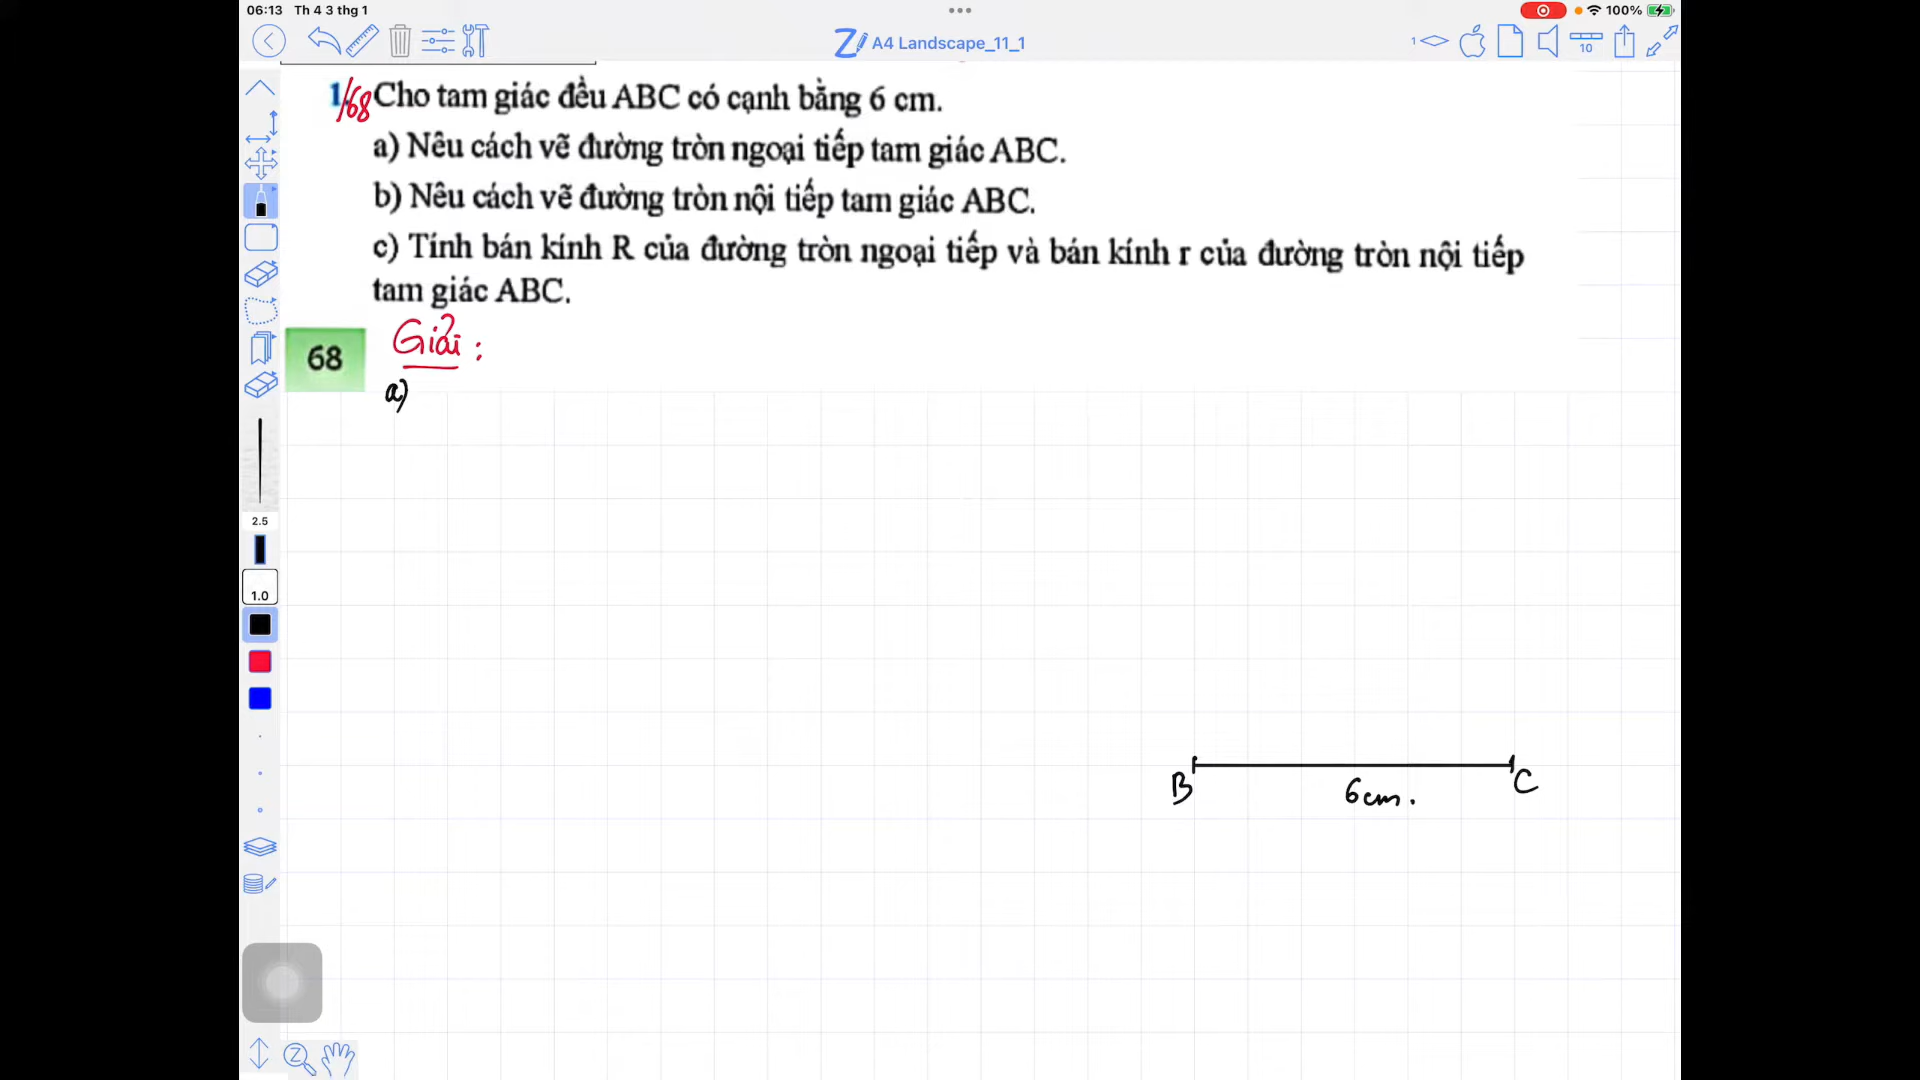 06:13 Th 4 3 thg 1
100%
A4 Landscape_11_1
1
10
1/68 Cho tam giác đều ABC có cạnh bằng 6 cm.
a) Nêu cách vẽ đường tròn ngoại tiếp tam giác ABC.
b) Nêu cách vẽ đường tròn nội tiếp tam giác ABC.
c) Tính bán kính R của đường tròn ngoại tiếp và bán kính r của đường tròn nội tiếp
tam giác ABC.
68
Giải :
a)
2.5
1.0
B
6cm.
C